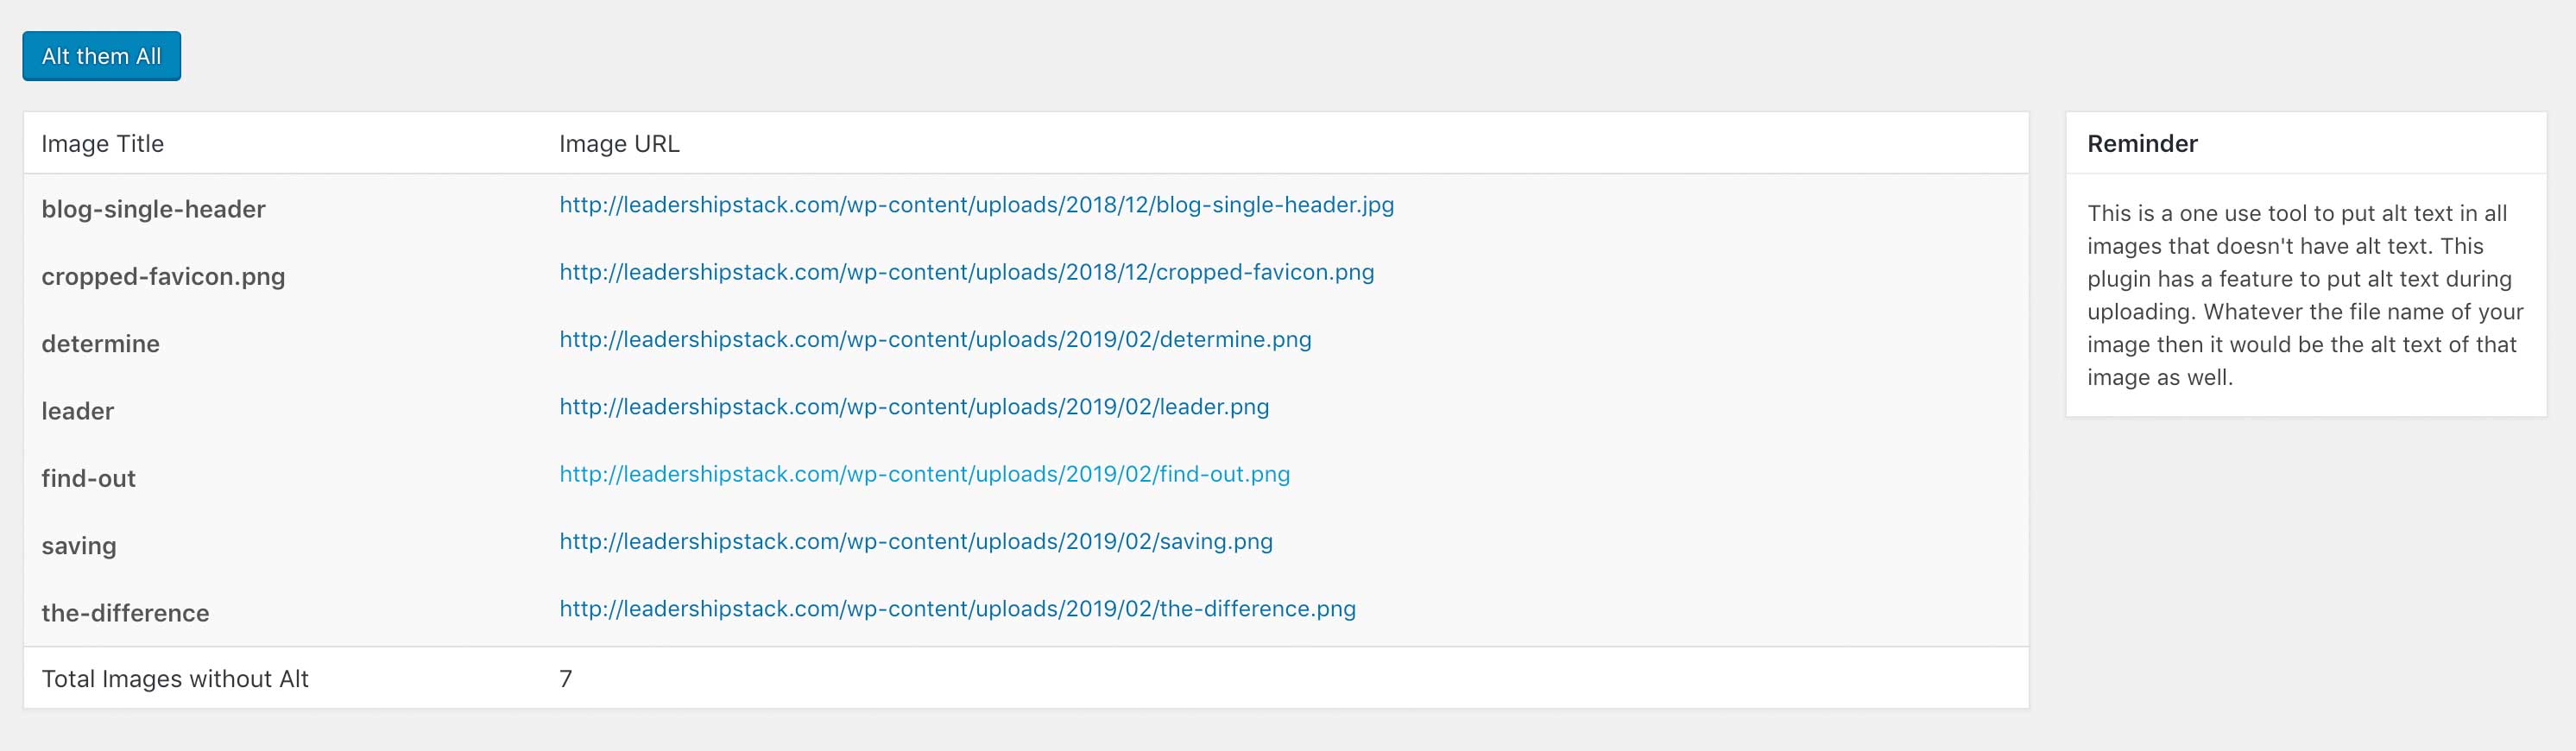 Alt them All
Image Title Image URL
blog-single-header http://leadershipstack.com/wp-content/uploads/2018/12/blog-single-header.jpg
cropped-favicon.png http://leadershipstack.com/wp-content/uploads/2018/12/cropped-favicon.png
determine http://leadershipstack.com/wp-content/uploads/2019/02/determine.png
leader http://leadershipstack.com/wp-content/uploads/2019/02/leader.png
find-out http://leadershipstack.com/wp-content/uploads/2019/02/find-out.png
saving http://leadershipstack.com/wp-content/uploads/2019/02/saving.png
the-difference http://leadershipstack.com/wp-content/uploads/2019/02/the-difference.png
Total Images without Alt 7
Reminder
This is a one use tool to put alt text in all
images that doesn't have alt text. This
plugin has a feature to put alt text during
uploading. Whatever the file name of your
image then it would be the alt text of that
image as well.